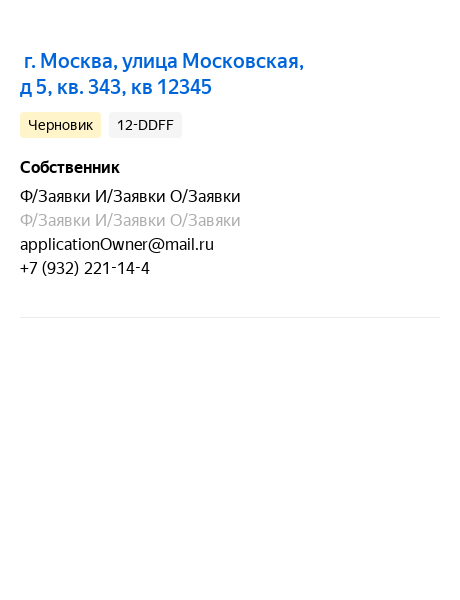 г. Москва, улица Московская,
д 5, кв. 343, кв 12345
Черновик 12-DDFF
Собственник
Ф/Заявки И/Заявки О/Заявки
Ф/Заявки И/Заявки О/Завяки
applicationOwner@mail.ru
+7 (932) 221-14-4